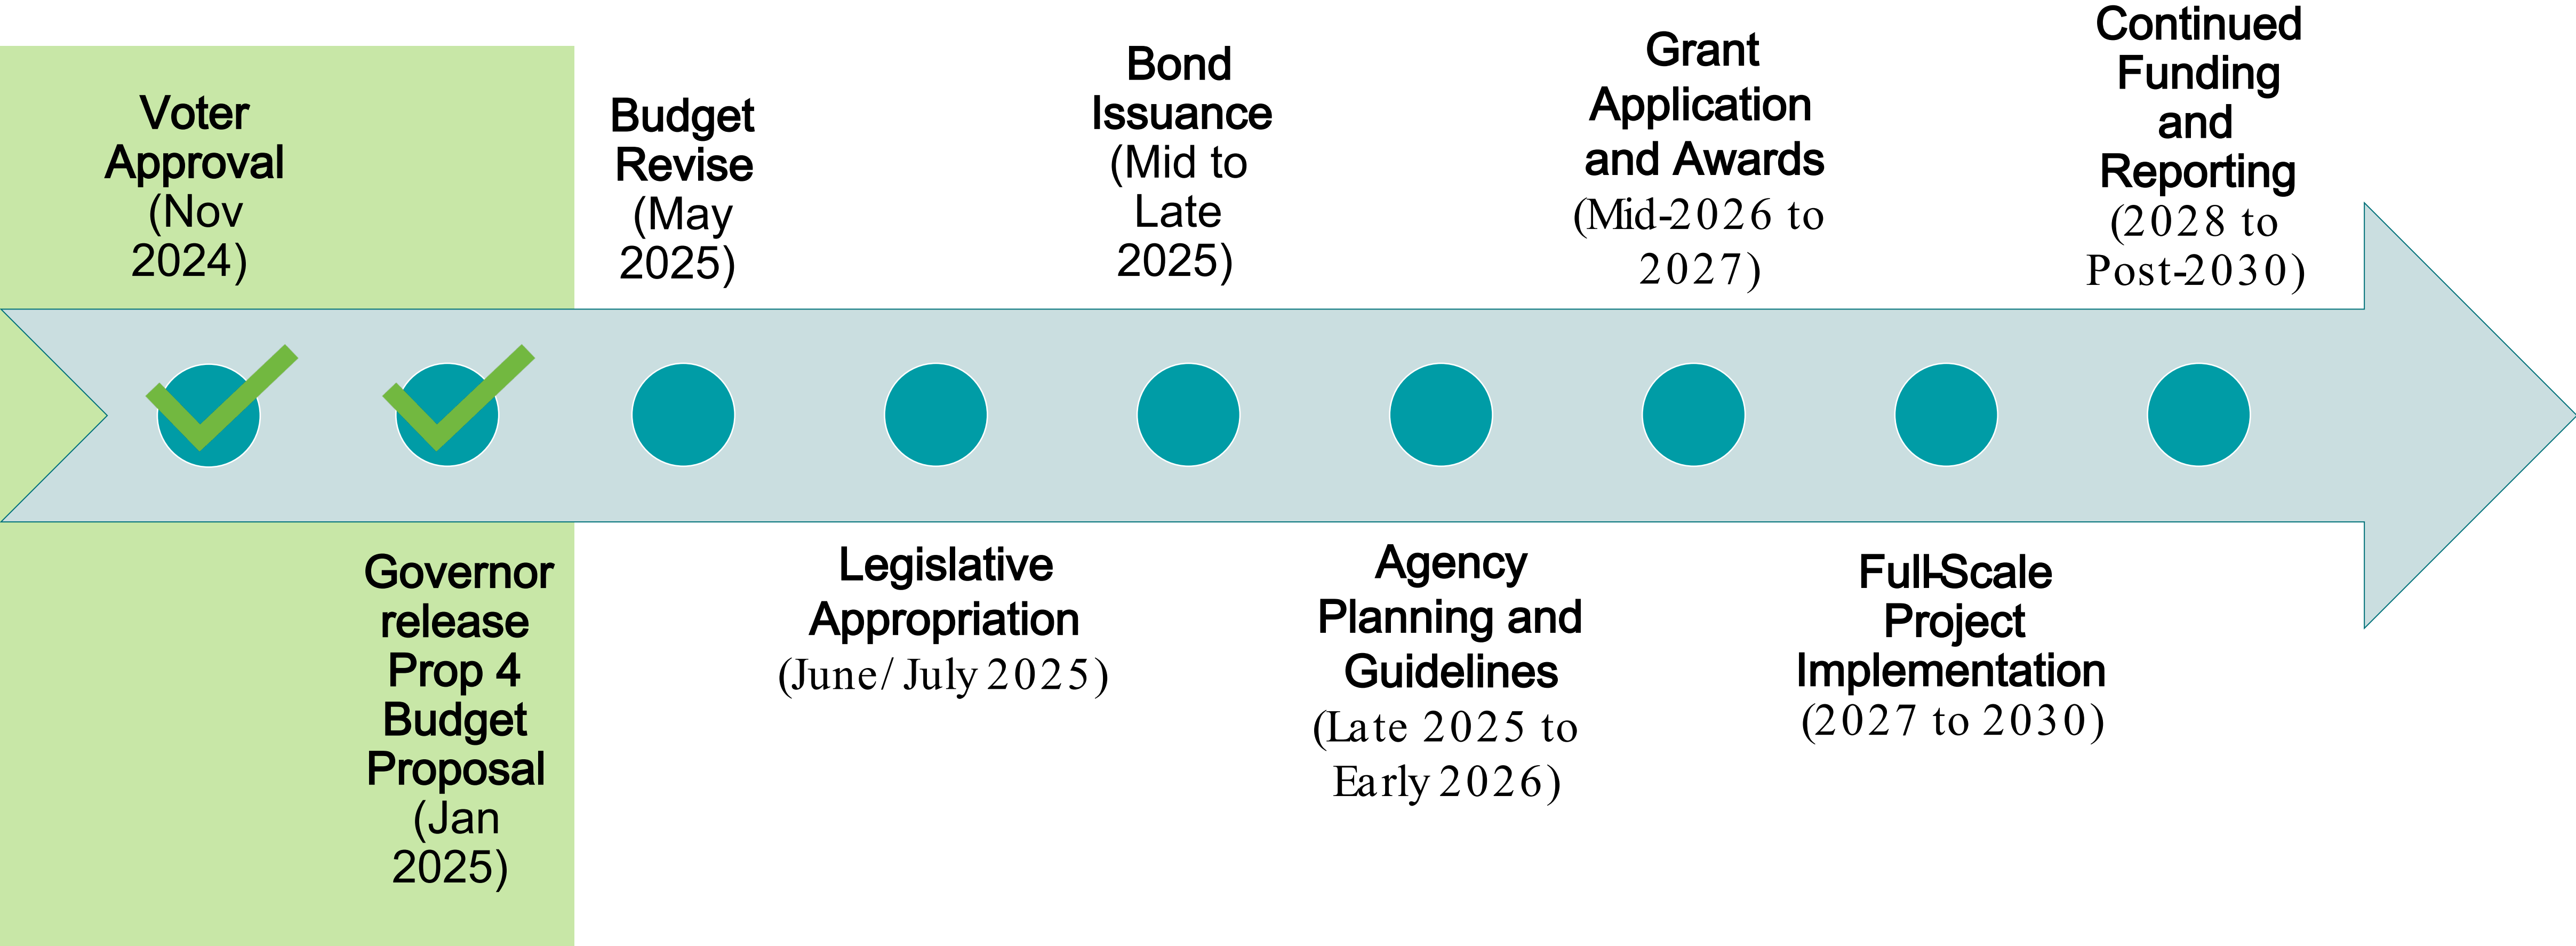 Voter
Approval
(Nov
2024)
Governor
release
Prop 4
Budget
Proposal
(Jan
2025)
Budget
Revise
(May
2025)
Legislative
Appropriation
(June/ July 2025)
Bond
Issuance
(Mid to
Late
2025)
Agency
Planning and
Guidelines
(Late 2025 to
Early 2026)
Grant
Application
and Awards
(Mid-2026 to
2027)
Full-Scale
Project
Implementation
(2027 to 2030)
Continued
Funding
and
Reporting
(2028 to
Post-2030)